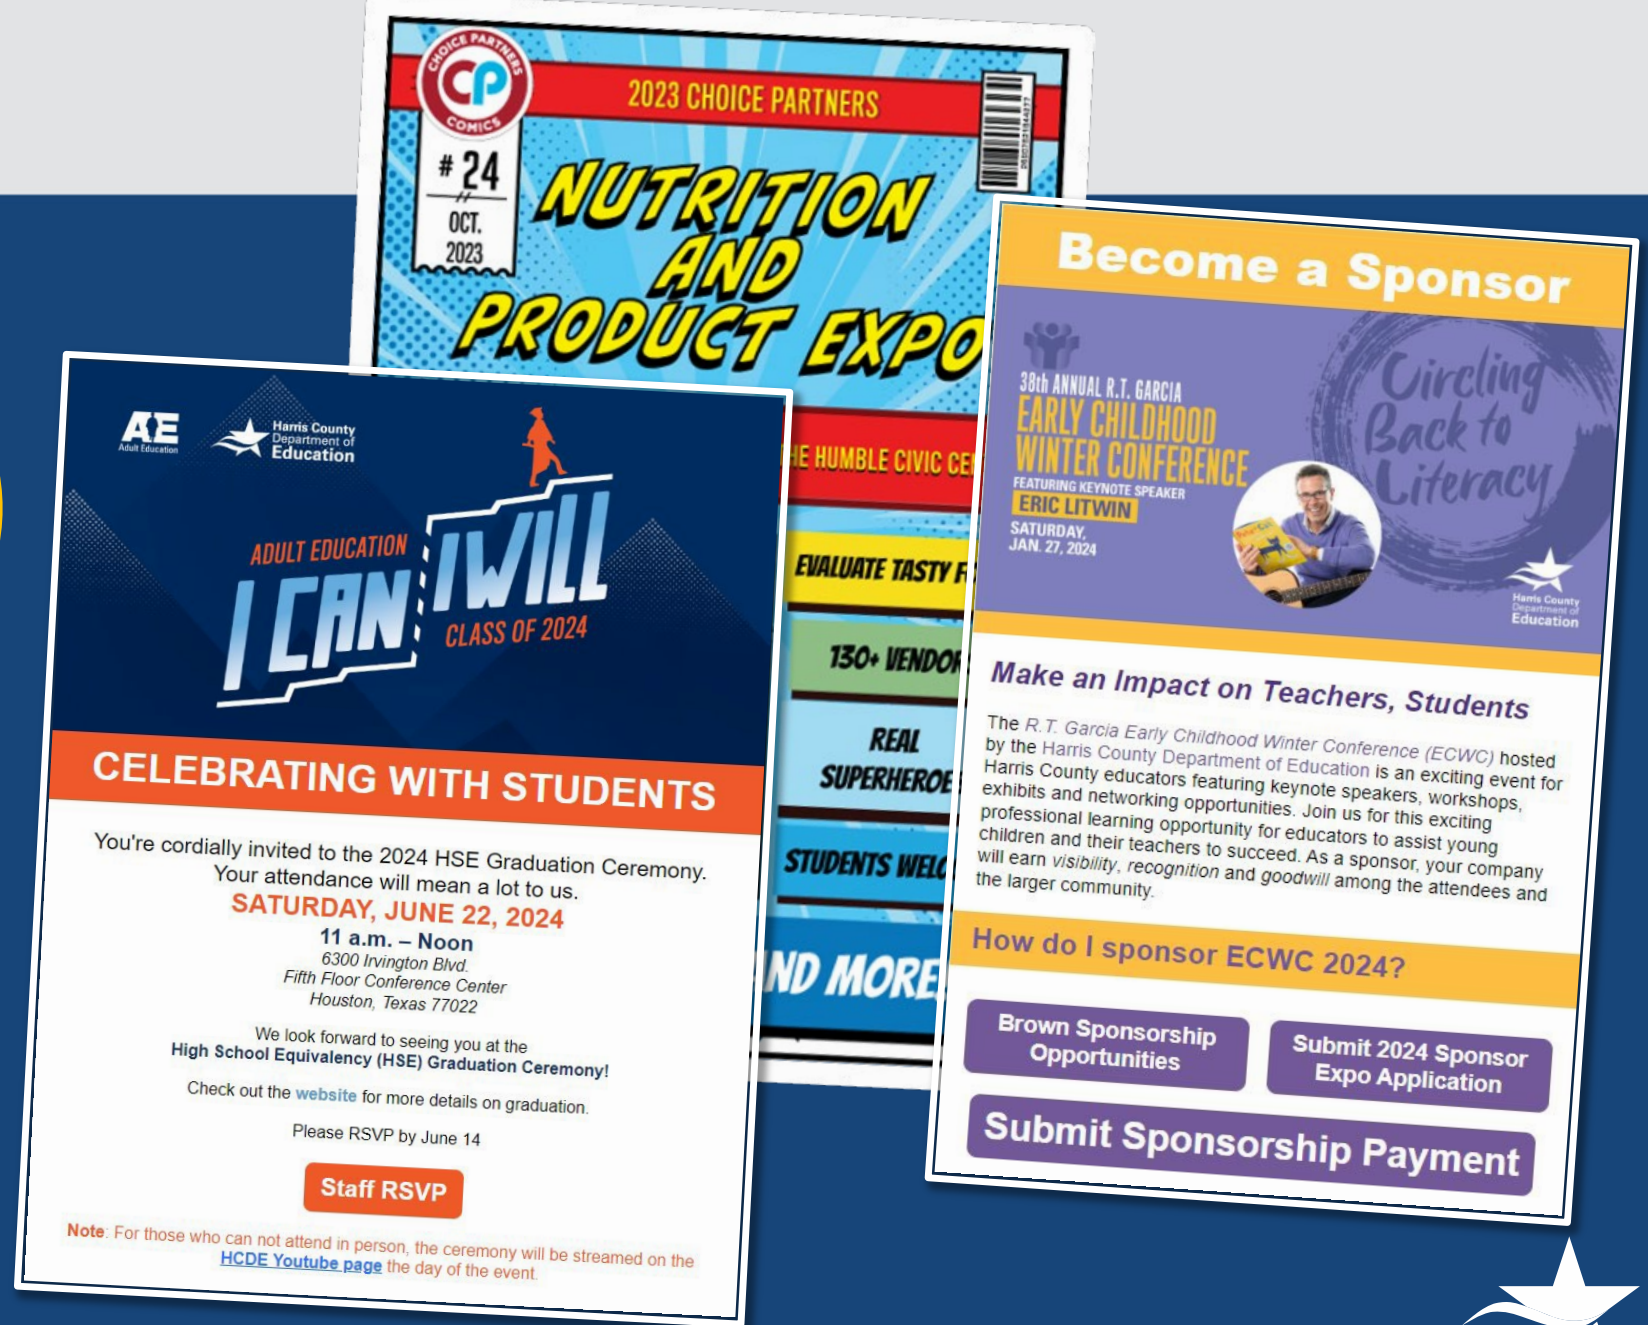 CHOICE PARTNERS
CP
COMICS
2023 CHOICE PARTNERS
# 24
OCT.
2023
NUTRITION
AND
PRODUCT EXPO
HE HUMBLE CIVIC
EVALUATE TASTY
130+ VENDOR
REAL
SUPERHEROE
STUDENTS
ND MORE
AE
Adult Education
Harris County
Department of
Education
ADULT EDUCATION
I CAN I WILL
CLASS OF 2024
CELEBRATING WITH STUDENTS
You're cordially invited to the 2024 HSE Graduation Ceremony.
Your attendance will mean a lot to us.
SATURDAY, JUNE 22, 2024
11 a.m. – Noon
6300 Irvington Blvd.
Fifth Floor Conference Center
Houston, Texas 77022
We look forward to seeing you at the
High School Equivalency (HSE) Graduation Ceremony!
Check out the website for more details on graduation.
Please RSVP by June 14
Staff RSVP
Note: For those who can not attend in person, the ceremony will be streamed on the
HCDE Youtube page the day of the event.
Become a Sponsor
38th ANNUAL R.T. GARCIA
EARLY CHILDHOOD
WINTER CONFERENCE
FEATURING KEYNOTE SPEAKER
ERIC LITWIN
SATURDAY,
JAN. 27, 2024
Circling
Back to
Literacy
Harris County
Department of
Education
Make an Impact on Teachers, Students
The R.T. Garcia Early Childhood Winter Conference (ECWC) hosted
by the Harris County Department of Education is an exciting event for
Harris County educators featuring keynote speakers, workshops,
exhibits and networking opportunities. Join us for this exciting
professional learning opportunity for educators to assist young
children and their teachers to succeed. As a sponsor, your company
will earn visibility, recognition and goodwill among the attendees and
the larger community.
How do I sponsor ECWC 2024?
Brown Sponsorship
Opportunities
Submit 2024 Sponsor
Expo Application
Submit Sponsorship Payment